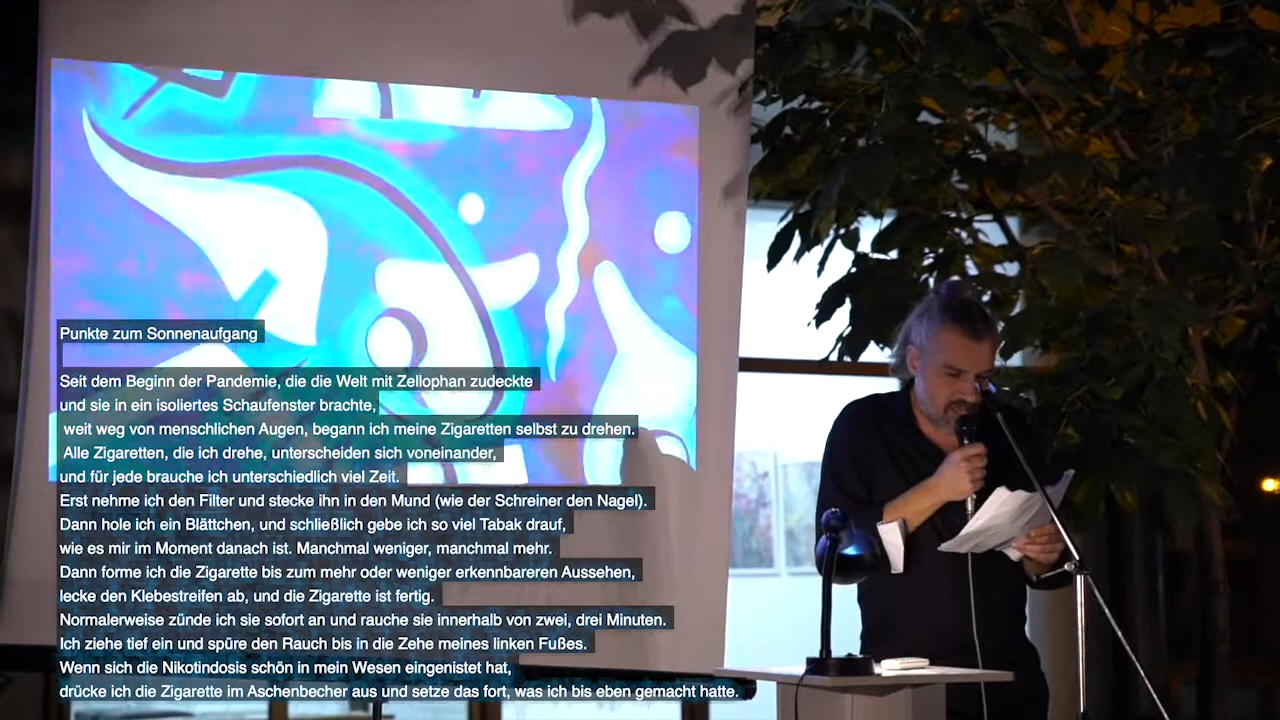 Punkte zum Sonnenaufgang
Seit dem Beginn der Pandemie, die die Welt mit Zellophan zudeckte
und sie in ein isoliertes Schaufenster brachte,
weit weg von menschlichen Augen, begann ich meine Zigaretten selbst zu drehen.
Alle Zigaretten, die ich drehe, unterscheiden sich voneinander,
und für jede brauche ich unterschiedlich viel Zeit.
Erst nehme ich den Filter und stecke ihn in den Mund (wie der Schreiner den Nagel).
Dann hole ich ein Blättchen, und schließlich gebe ich so viel Tabak drauf,
wie es mir im Moment danach ist. Manchmal weniger, manchmal mehr.
Dann forme ich die Zigarette bis zum mehr oder weniger erkennbareren Aussehen,
lecke den Klebestreifen ab, und die Zigarette ist fertig.
Normalerweise zünde ich sie sofort an und rauche sie innerhalb von zwei, drei Minuten.
Ich ziehe tief ein und spüre den Rauch bis in die Zehe meines linken Fußes.
Wenn sich die Nikotindosis schön in mein Wesen eingenistet hat,
drücke ich die Zigarette im Aschenbecher aus und setze das fort, was ich bis eben gemacht hatte.